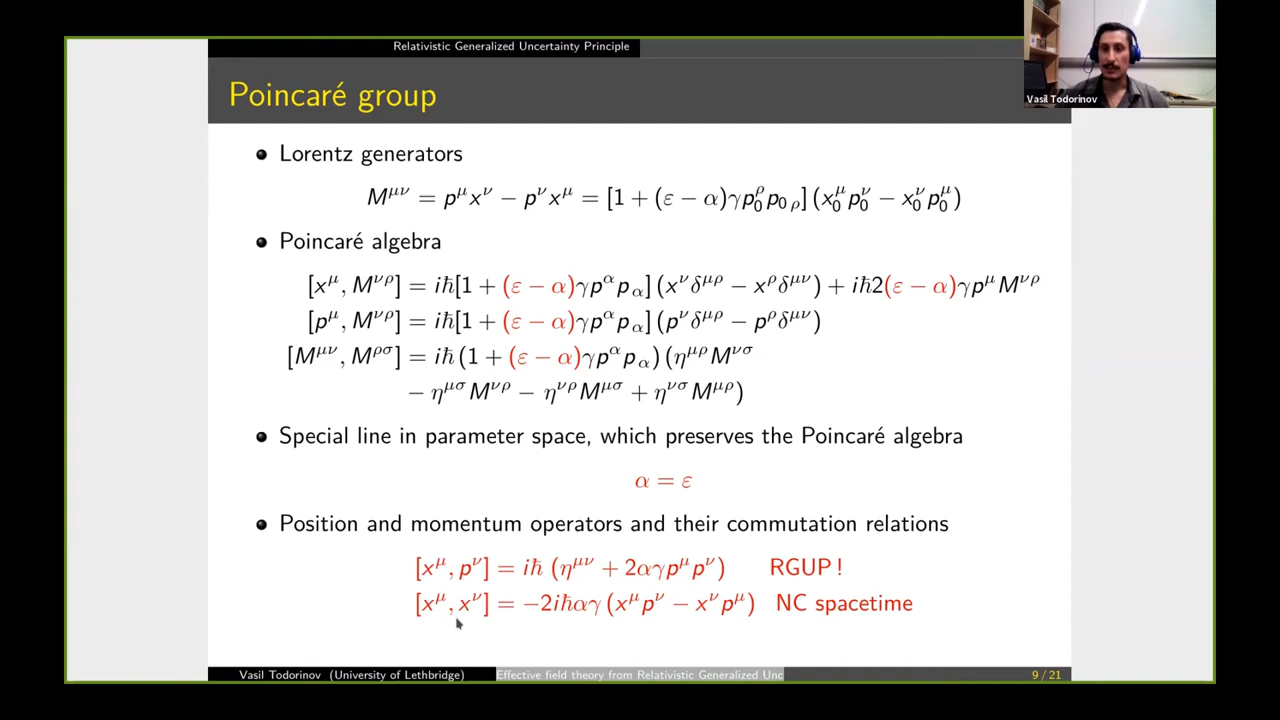 Relativistic Generalized Uncertainty Principle
Vasil Todorinov
Poincaré group
● Lorentz generators
M^{μν} = p^μ x^ν − p^ν x^μ = [1 + (ε − α)γp_0^ρ p_{0 ρ}] (x_0^μ p_0^ν − x_0^ν p_0^μ)
● Poincaré algebra
[x^μ, M^{νρ}] = iħ[1 + (ε − α)γp^α p_α] (x^ν δ^{μρ} − x^ρ δ^{μν}) + iħ2(ε − α)γp^μ M^{νρ}
[p^μ, M^{νρ}] = iħ[1 + (ε − α)γp^α p_α] (p^ν δ^{μρ} − p^ρ δ^{μν})
[M^{μν}, M^{ρσ}] = iħ (1 + (ε − α)γp^α p_α) (η^{μρ} M^{νσ}
− η^{μσ} M^{νρ} − η^{νρ} M^{μσ} + η^{νσ} M^{μρ})
● Special line in parameter space, which preserves the Poincaré algebra
α = ε
● Position and momentum operators and their commutation relations
[x^μ, p^ν] = iħ (η^{μν} + 2αγp^μ p^ν) RGUP !
[x^μ, x^ν] = −2iħαγ (x^μ p^ν − x^ν p^μ) NC spacetime
Vasil Todorinov (University of Lethbridge) Effective field theory from Relativistic Generalized Unc 9 / 21